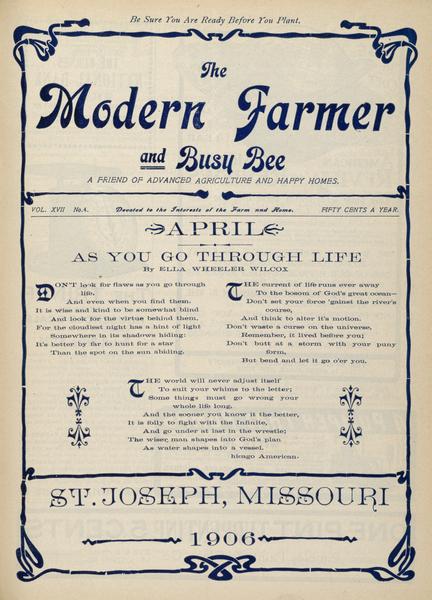 Be Sure You Are Ready Before You Plant.
The
Modern Farmer
and Busy Bee
A FRIEND OF ADVANCED AGRICULTURE AND HAPPY HOMES.
VOL. XVII No.4. Devoted to the Interests of the Farm and Home. FIFTY CENTS A YEAR.
APRIL
AS YOU GO THROUGH LIFE
By ELLA WHEELER WILCOX
DON'T look for flaws as you go through
life.
And even when you find them.
It is wise and kind to be somewhat blind
And look for the virtue behind them,
For the cloudiest night has a hint of light
Somewhere in its shadows hiding:
It's better by far to hunt for a star
Than the spot on the sun abiding.
THE current of life runs ever away
To the bosom of God's great ocean—
Don't set your force 'gainst the river's
course,
And think to alter it's motion.
Don't waste a curse on the universe,
Remember, it lived before you;
Don't butt at a storm with your puny
form,
But bend and let it go o'er you.
THE world will never adjust itself
To suit your whims to the letter;
Some things must go wrong your
whole life long,
And the sooner you know it the better,
It is folly to fight with the Infinite,
And go under at last in the wrestle;
The wiser man shapes into God's plan
As water shapes into a vessel.
hicago American.
ST. JOSEPH, MISSOURI
1906